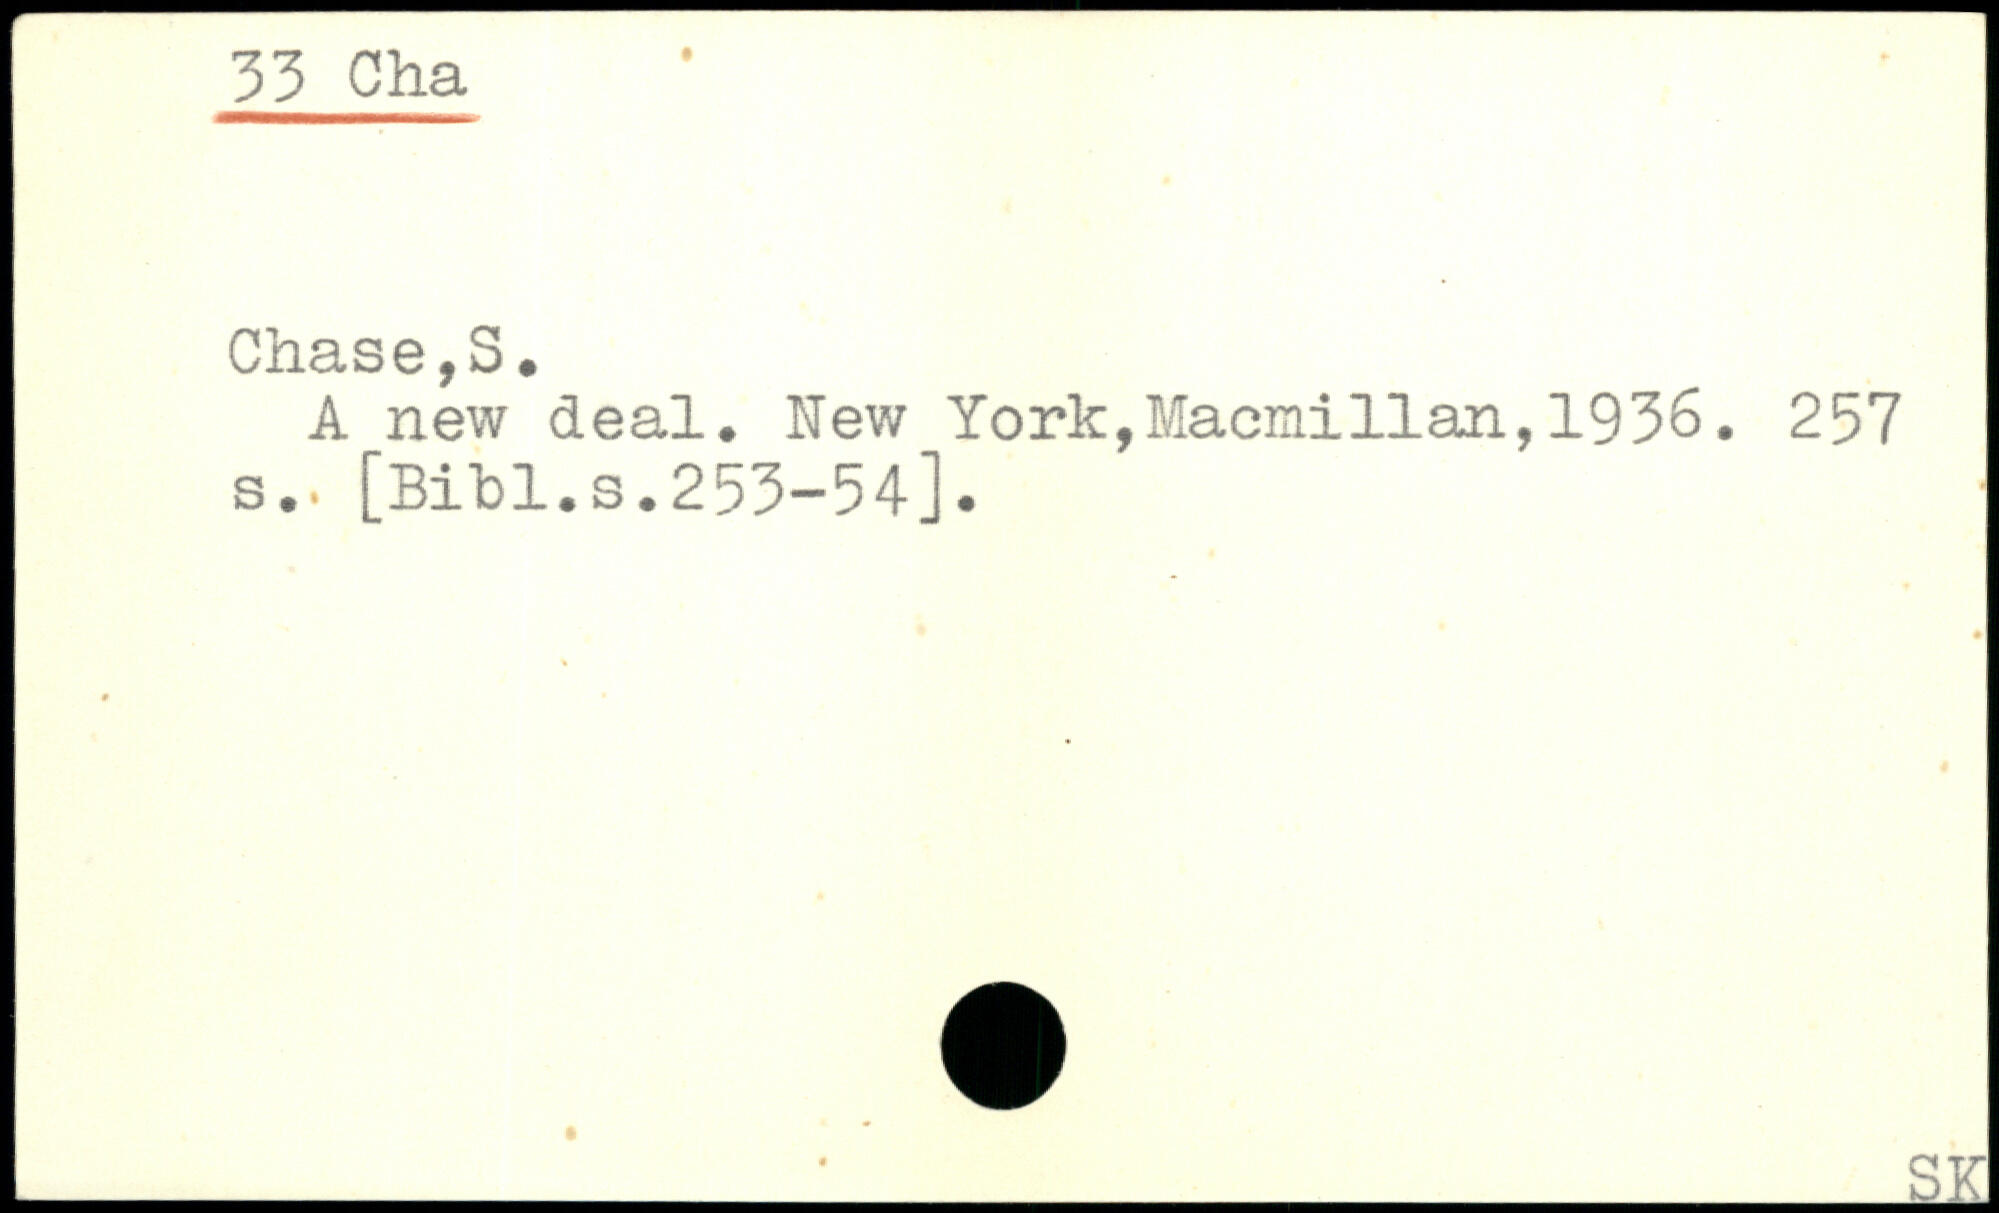 33 Cha
Chase,S.
A new deal. New York,Macmillan,1936. 257
s. [Bibl.s.253-54].
SK